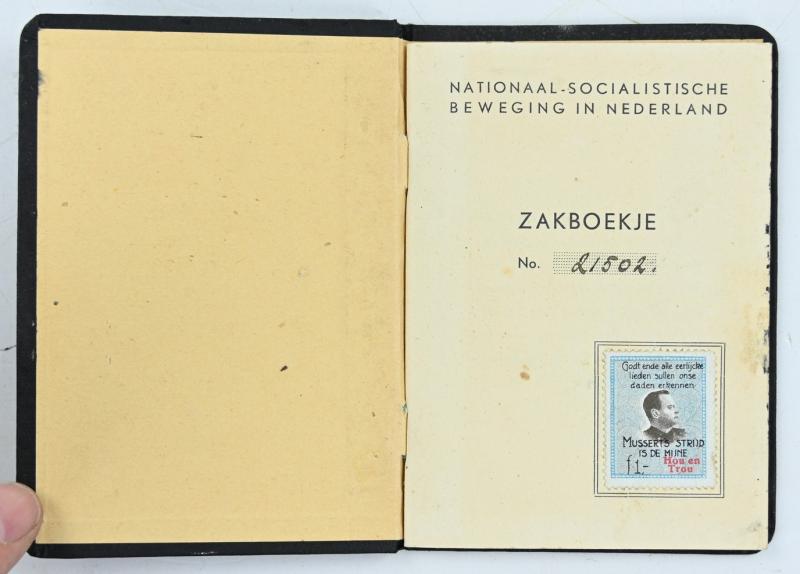 NATIONAAL-SOCIALISTISCHE
BEWEGING IN NEDERLAND
ZAKBOEKJE
No. 21502.
Godt ende alle eerlijcke
lieden sullen onse
daden erkennen
MUSSERTS STRIJD
IS DE MIJNE
f 1.- Hou en
Trou